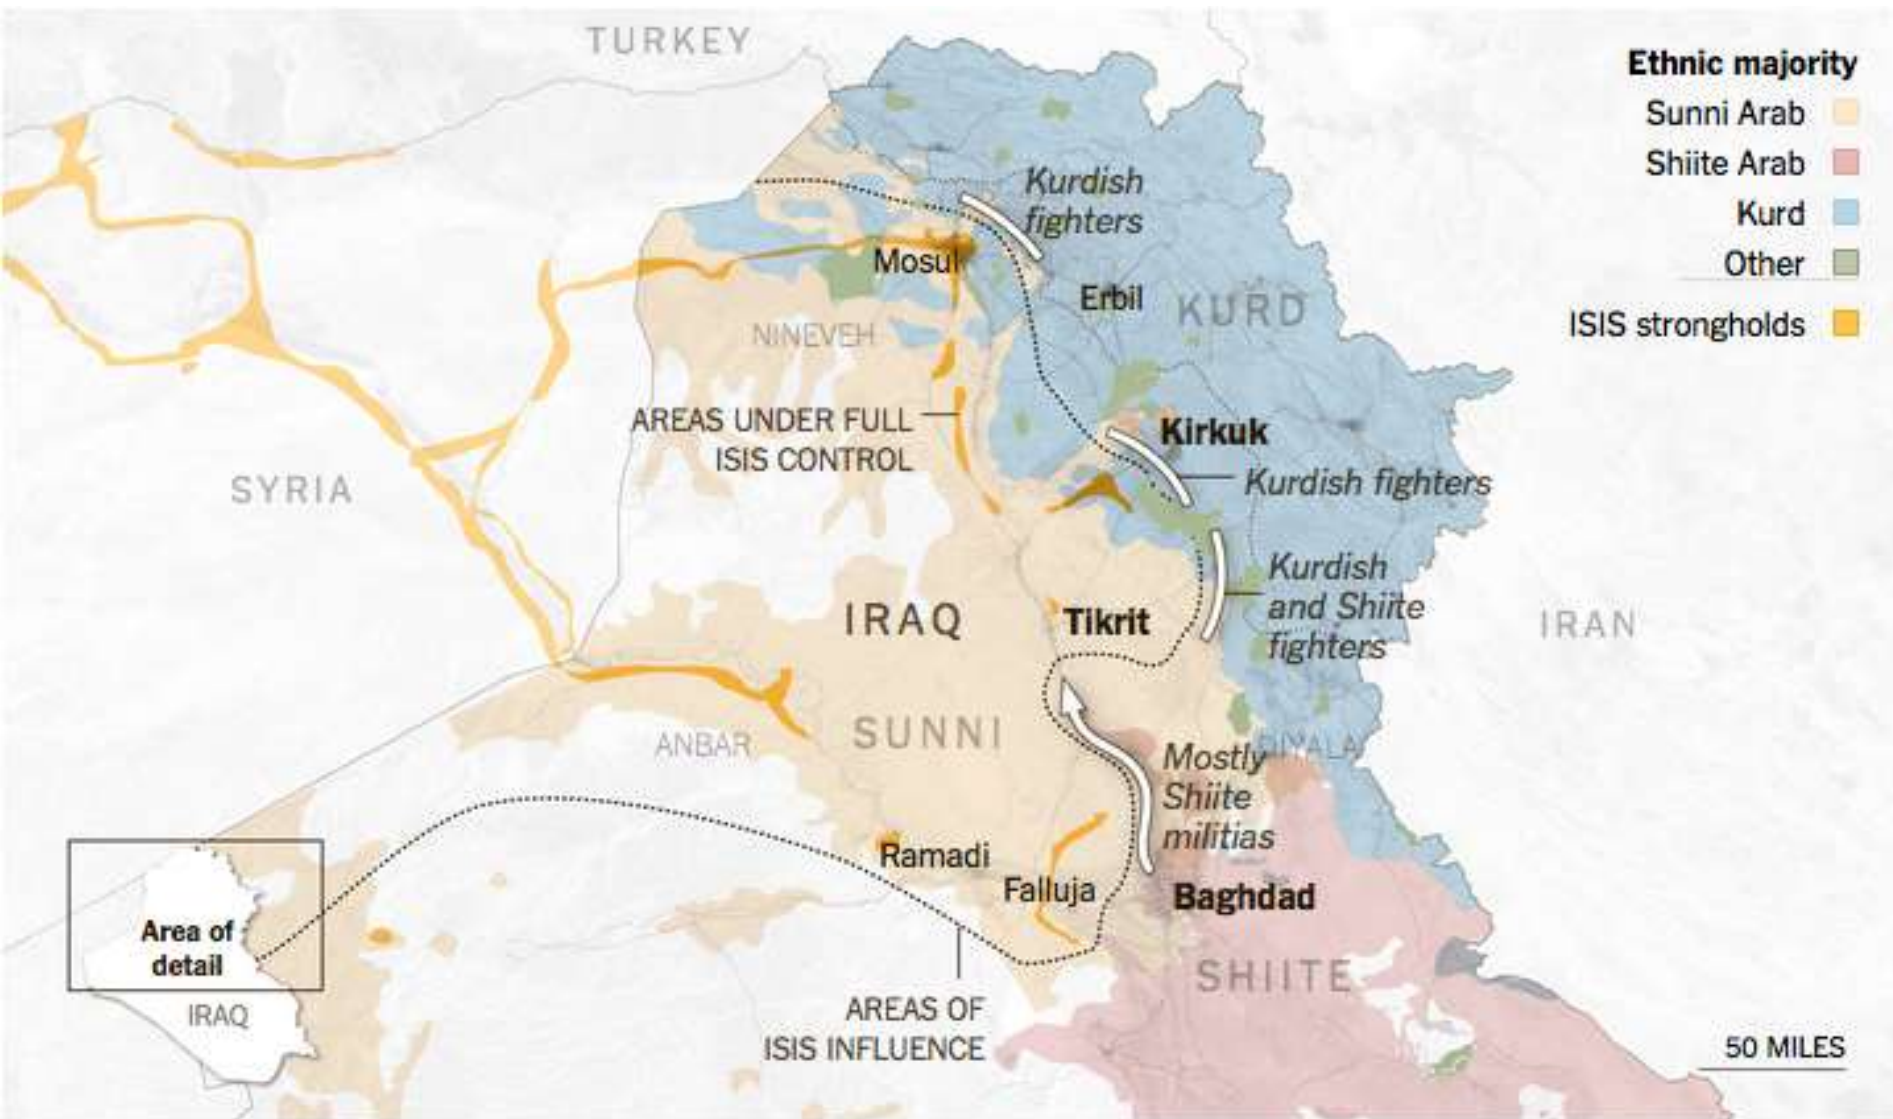 TURKEY
Ethnic majority
Sunni Arab
Shiite Arab
Kurd
Other
ISIS strongholds
Kurdish
fighters
Mosul
Erbil
KURD
NINEVEH
AREAS UNDER FULL
ISIS CONTROL
Kirkuk
Kurdish fighters
SYRIA
Kurdish
and Shiite
fighters
IRAQ
Tikrit
IRAN
SUNNI
ANBAR
DIYALA
Mostly
Shiite
militias
Ramadi
Falluja
Baghdad
Area of
detail
IRAQ
SHIITE
AREAS OF
ISIS INFLUENCE
50 MILES